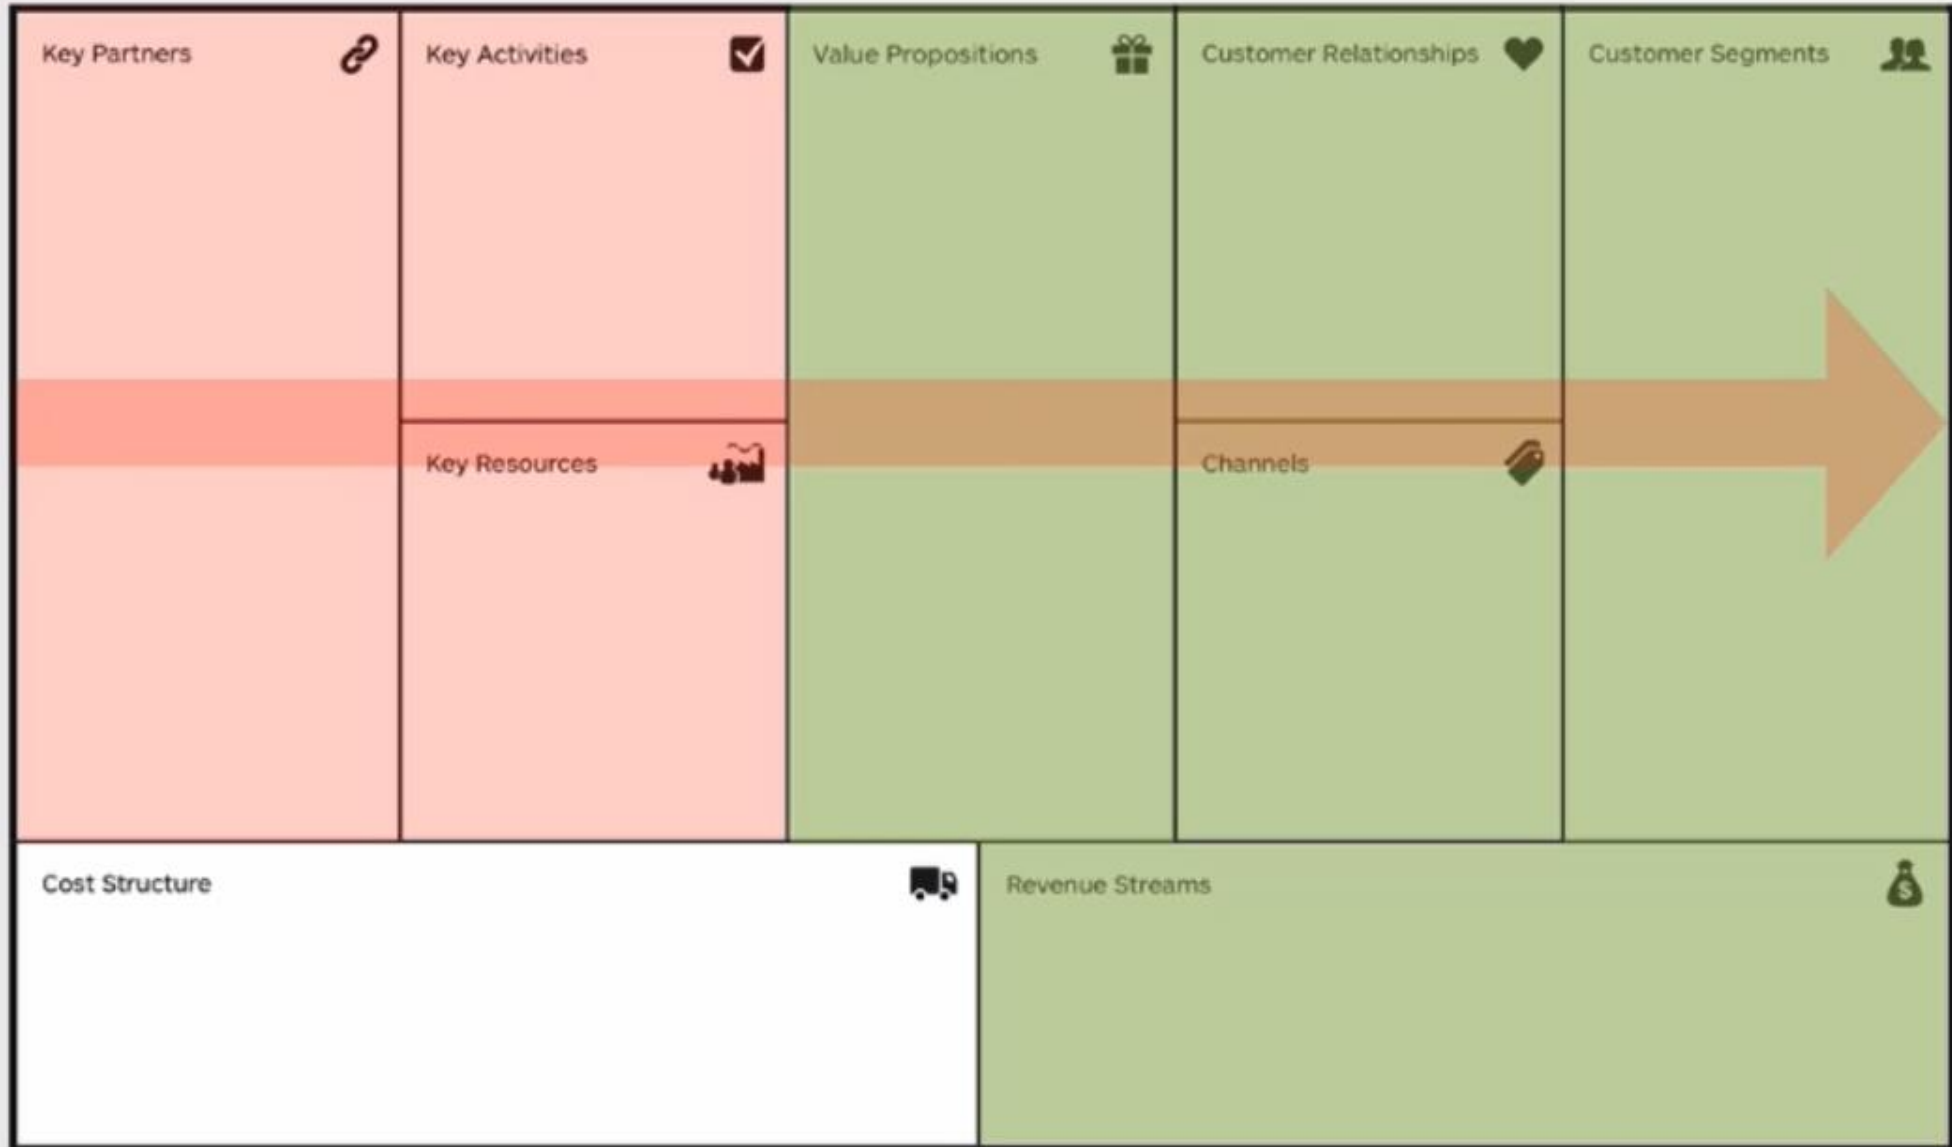 Key Partners
Key Activities
Value Propositions
Customer Relationships
Customer Segments
Key Resources
Channels
Cost Structure
Revenue Streams
$